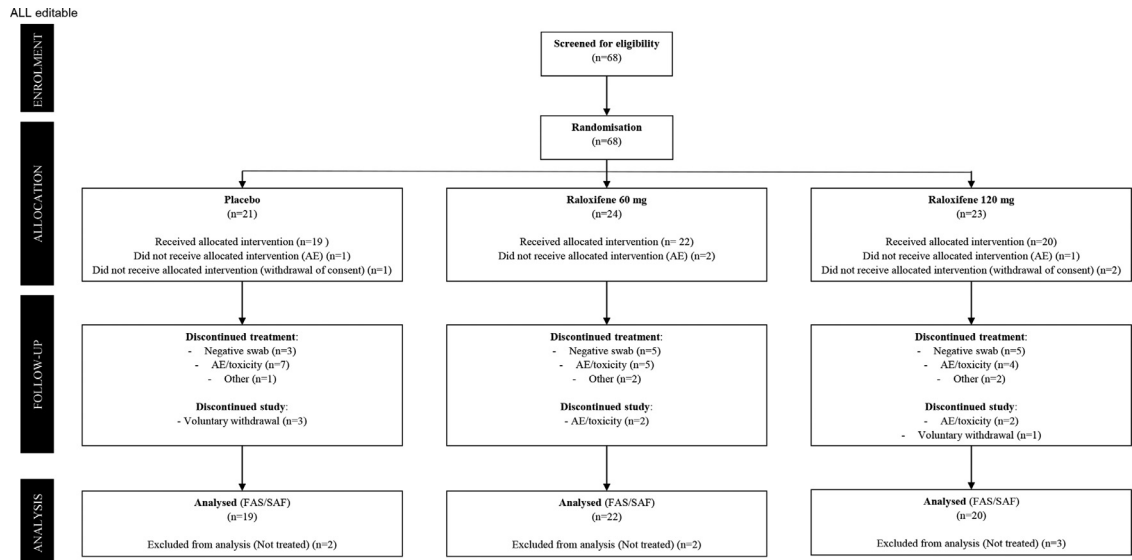 ALL editable
ENROLMENT
Screened for eligibility
(n=68)
ALLOCATION
Randomisation
(n=68)
Placebo
(n=21)
Received allocated intervention (n=19 )
Did not receive allocated intervention (AE) (n=1)
Did not receive allocated intervention (withdrawal of consent) (n=1)
Raloxifene 60 mg
(n=24)
Received allocated intervention (n= 22)
Did not receive allocated intervention (AE) (n=2)
Raloxifene 120 mg
(n=23)
Received allocated intervention (n=20)
Did not receive allocated intervention (AE) (n=1)
Did not receive allocated intervention (withdrawal of consent) (n=2)
FOLLOW-UP
Discontinued treatment:
- Negative swab (n=3)
- AE/toxicity (n=7)
- Other (n=1)
Discontinued study:
- Voluntary withdrawal (n=3)
Discontinued treatment:
- Negative swab (n=5)
- AE/toxicity (n=5)
- Other (n=2)
Discontinued study:
- AE/toxicity (n=2)
Discontinued treatment:
- Negative swab (n=5)
- AE/toxicity (n=4)
- Other (n=2)
Discontinued study:
- AE/toxicity (n=2)
- Voluntary withdrawal (n=1)
ANALYSIS
Analysed (FAS/SAF)
(n=19)
Excluded from analysis (Not treated) (n=2)
Analysed (FAS/SAF)
(n=22)
Excluded from analysis (Not treated) (n=2)
Analysed (FAS/SAF)
(n=20)
Excluded from analysis (Not treated) (n=3)